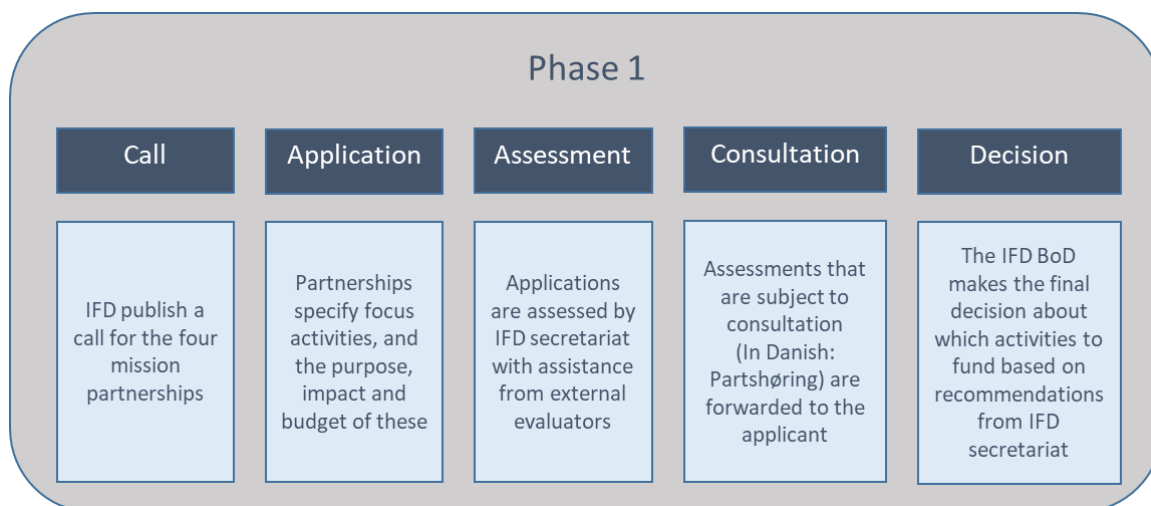 Phase 1
Call
IFD publish a
call for the four
mission
partnerships
Application
Partnerships
specify focus
activities, and
the purpose,
impact and
budget of these
Assessment
Applications
are assessed by
IFD secretariat
with assistance
from external
evaluators
Consultation
Assessments that
are subject to
consultation
(In Danish:
Partshøring) are
forwarded to the
applicant
Decision
The IFD BoD
makes the final
decision about
which activities to
fund based on
recommendations
from IFD
secretariat